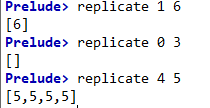 Prelude> replicate 1 6
[6]
Prelude> replicate 0 3
[]
Prelude> replicate 4 5
[5,5,5,5]